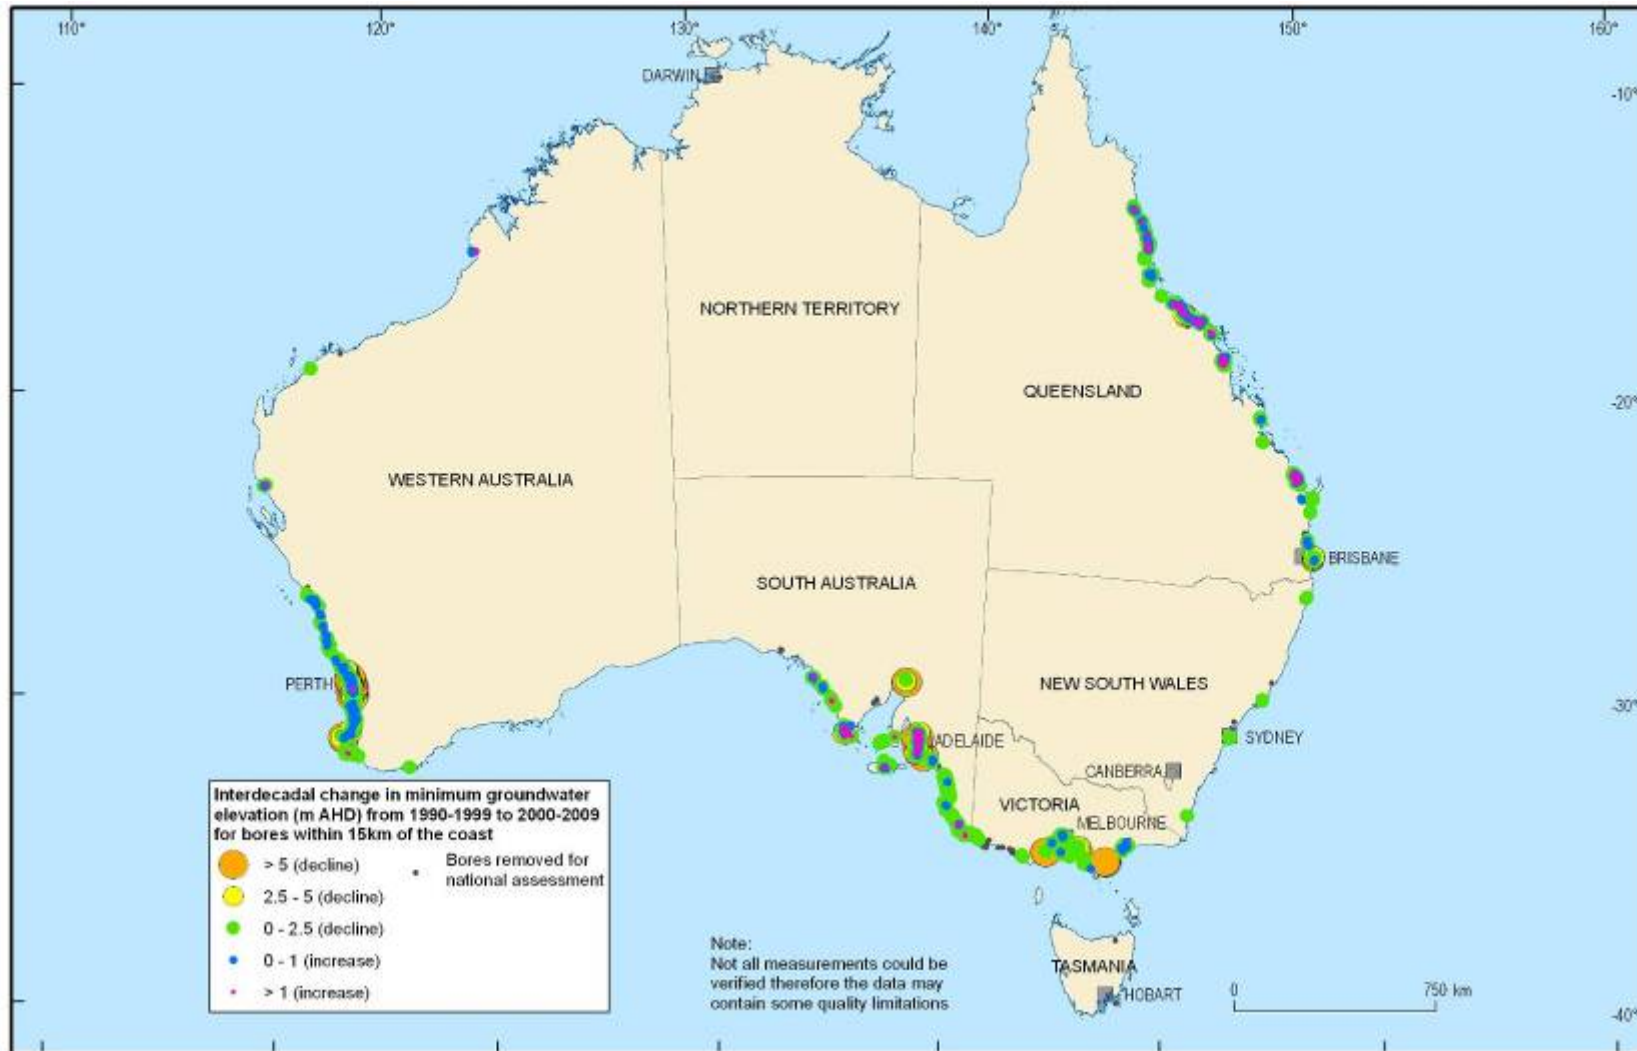 110°
120°
130°
140°
150°
160°
DARWIN
-10°
NORTHERN TERRITORY
QUEENSLAND
-20°
WESTERN AUSTRALIA
BRISBANE
SOUTH AUSTRALIA
PERTH
NEW SOUTH WALES
-30°
ADELAIDE
SYDNEY
CANBERRA
VICTORIA
MELBOURNE
Interdecadal change in minimum groundwater
elevation (m AHD) from 1990-1999 to 2000-2009
for bores within 15km of the coast
> 5 (decline)
2.5 - 5 (decline)
0 - 2.5 (decline)
0 - 1 (increase)
> 1 (increase)
Bores removed for
national assessment
Note:
Not all measurements could be
verified therefore the data may
contain some quality limitations
TASMANIA
HOBART
0 750 km
-40°